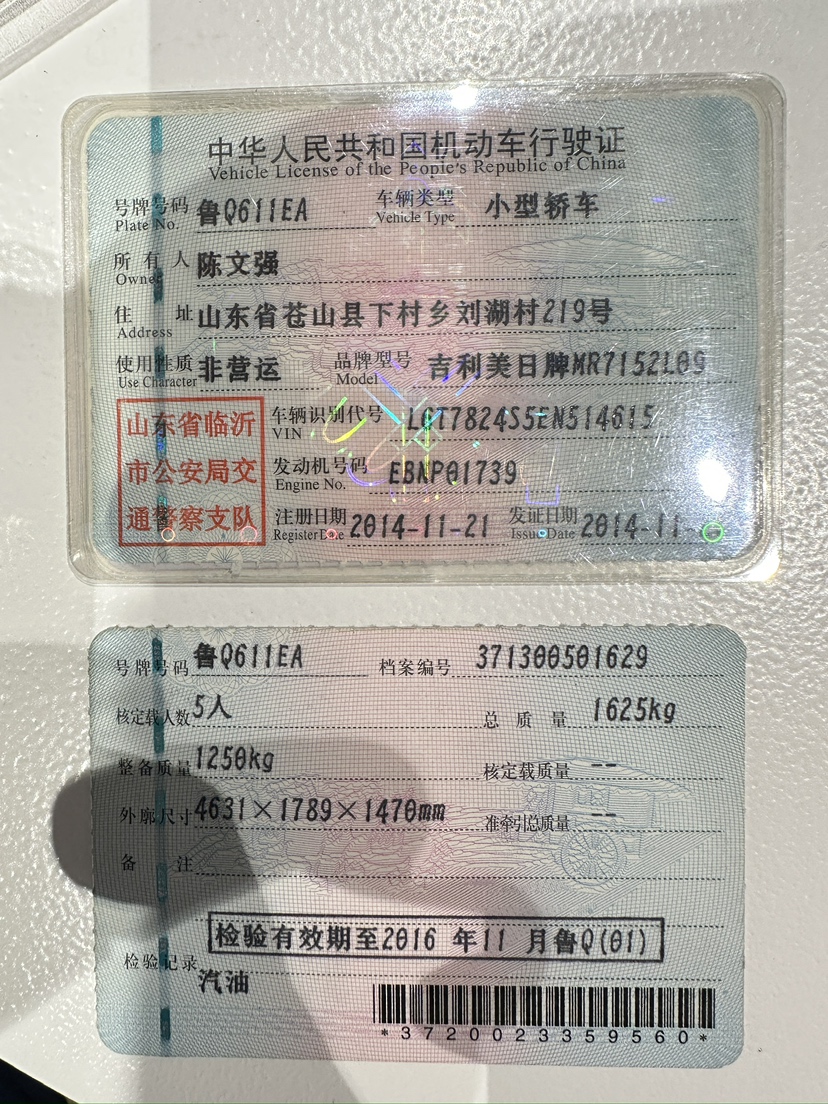 中华人民共和国机动车行驶证
Vehicle License of the People's Republic of China
号牌号码 鲁Q611EA 车辆类型 小型轿车
Plate No. Vehicle Type
所有人 陈文强
Owner
住址 山东省苍山县下村乡刘湖村219号
Address
使用性质 非营运 品牌型号 吉利美日牌MR7152L09
Use Character Model
山东省临沂
市公安局交
通警察支队
车辆识别代号 L6T7824S5EN514615
VIN
发动机号码 EBNP01739
Engine No.
注册日期 2014-11-21 发证日期 2014-11-
Register Date Issue Date
号牌号码 鲁Q611EA 档案编号 371300501629
核定载人数 5人 总质量 1625kg
整备质量 1250kg 核定载质量 --
外廓尺寸 4631×1789×1470mm 准牵引总质量 --
备注
检验有效期至2016 年11 月鲁Q(01)
检验记录
汽油
*3720023359560*